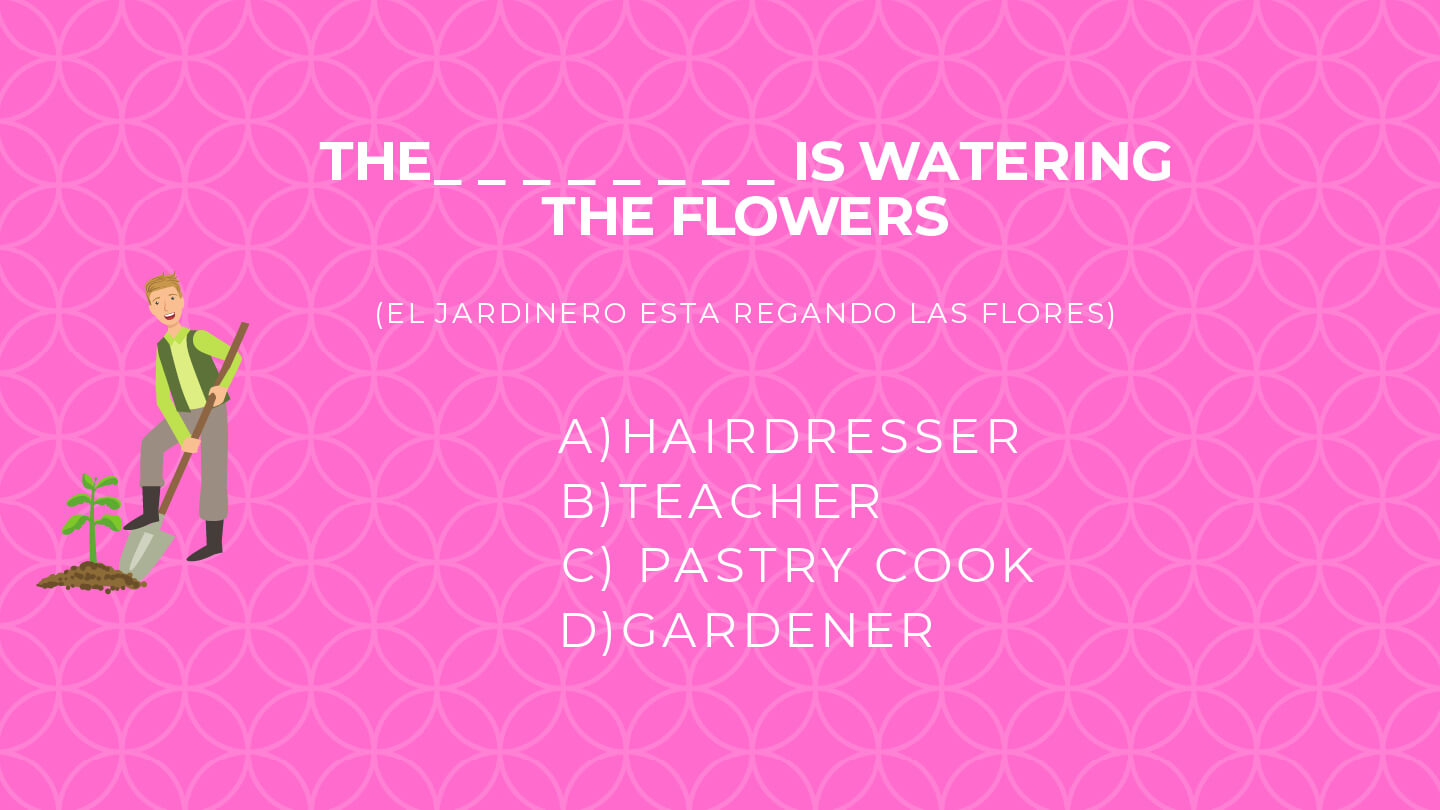 THE_ _ _ _ _ _ _ _ IS WATERING
THE FLOWERS
(EL JARDINERO ESTA REGANDO LAS FLORES)
A)HAIRDRESSER
B)TEACHER
C) PASTRY COOK
D)GARDENER